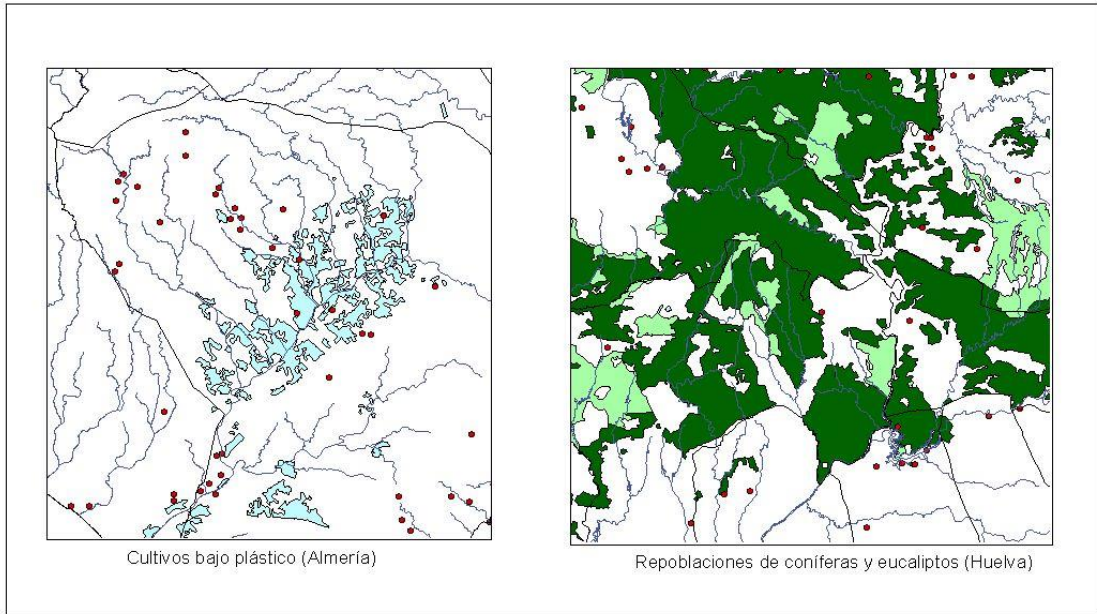 Cultivos bajo plástico (Almería)
Repoblaciones de coníferas y eucaliptos (Huelva)